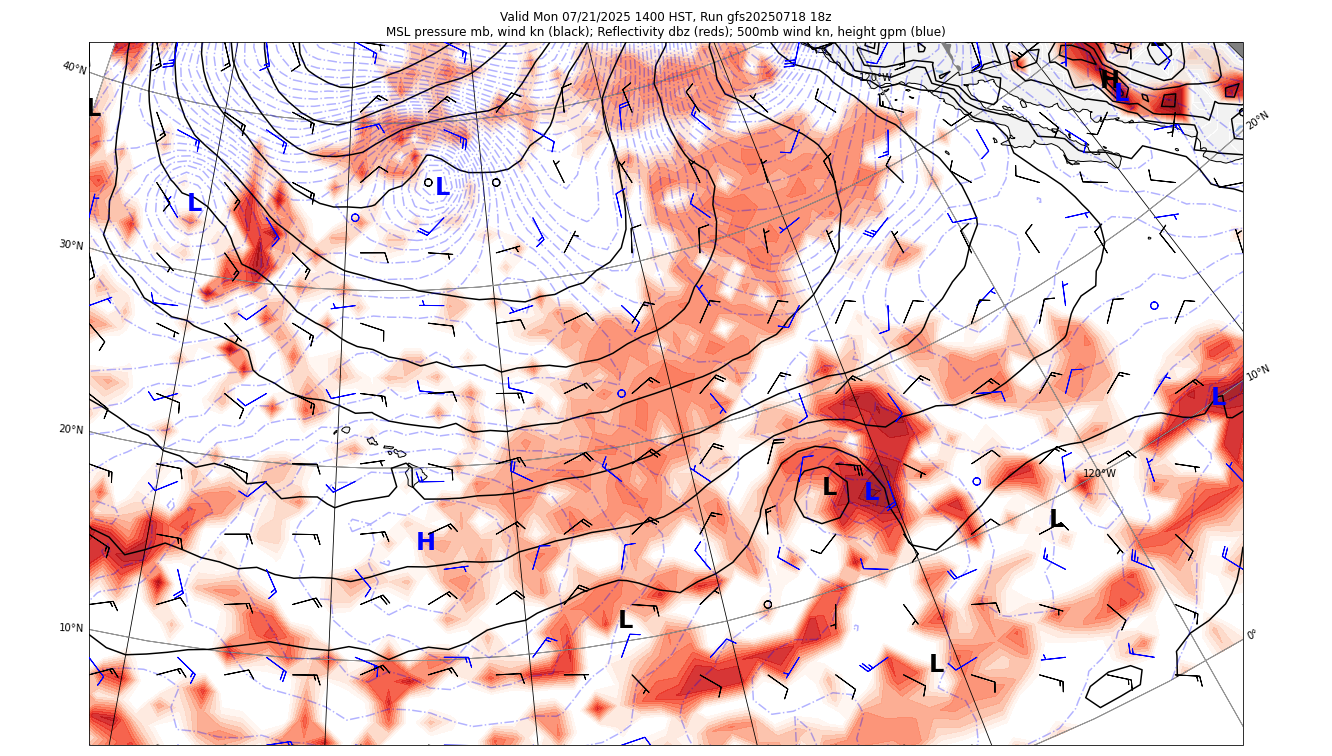 Valid Mon 07/21/2025 1400 HST, Run gfs20250718 18z
MSL pressure mb, wind kn (black); Reflectivity dbz (reds); 500mb wind kn, height gpm (blue)
40°N
120°W
H
L
L
20°N
L
L
30°N
10°N
L
20°N
120°W
L
L
L
H
10°N
L
0°
L